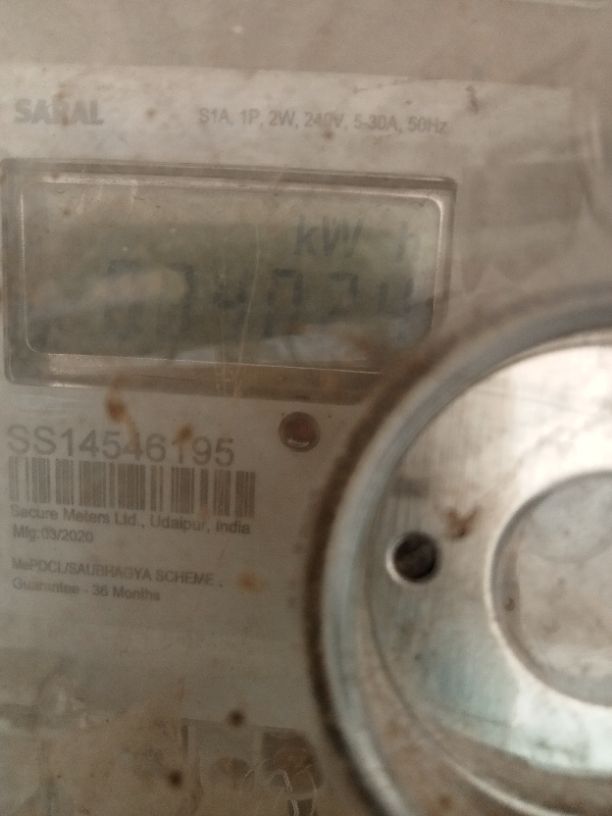 SARAL
S1A, 1P, 2W, 240V, 5-30A, 50Hz
kW h
SS14546195
Secure Meters Ltd., Udaipur, India
Mfg:03/2020
MePDCL/SAUBHAGYA SCHEME
Guarantee - 36 Months